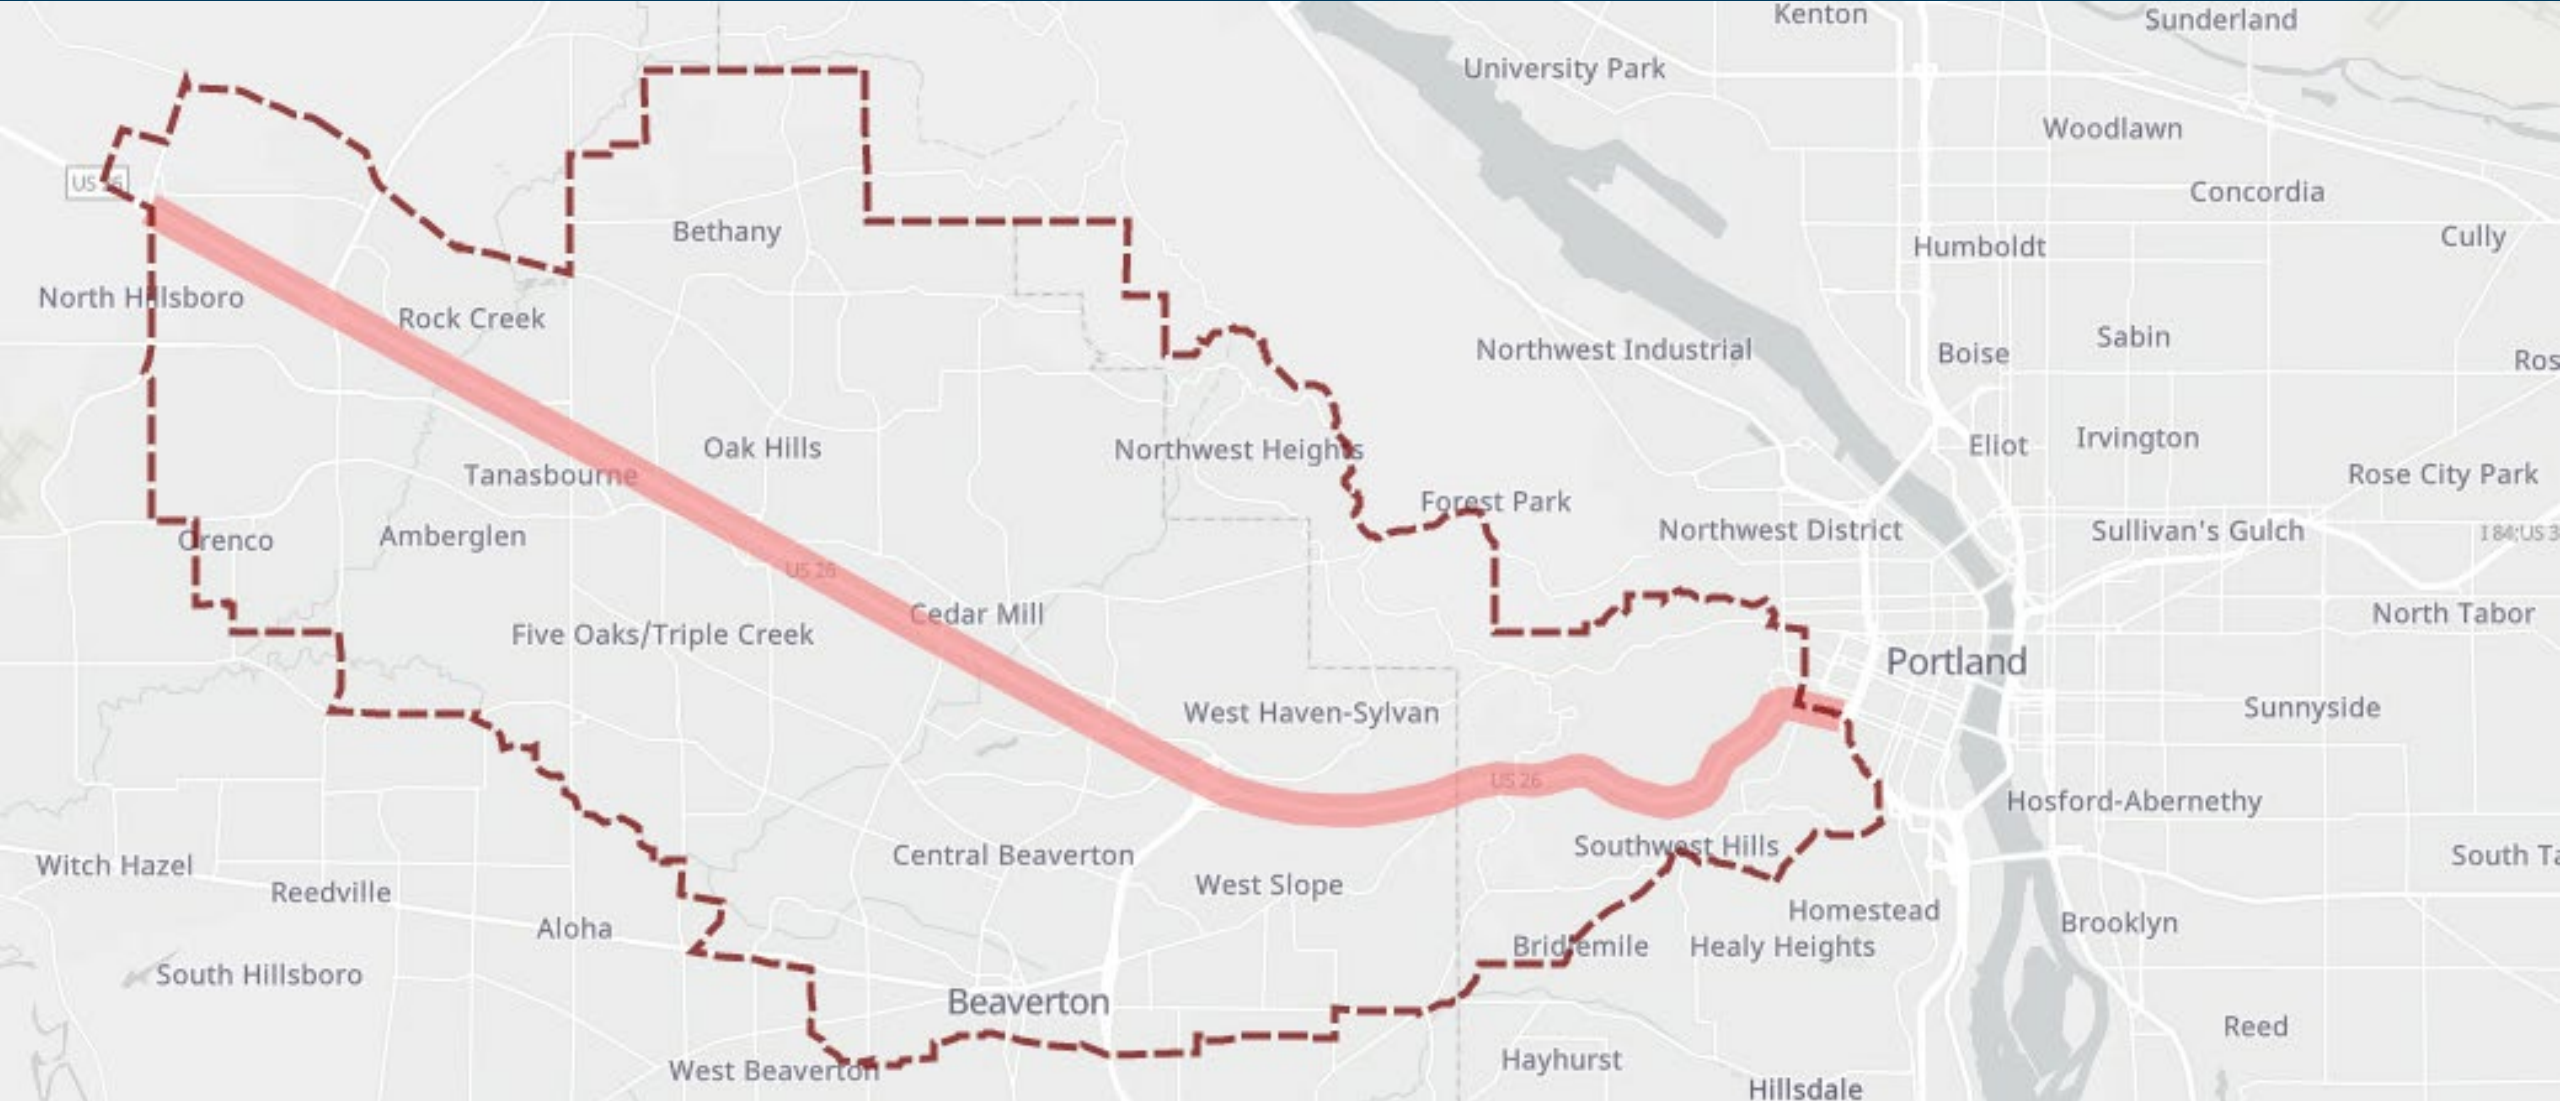 Kenton
Sunderland
University Park
Woodlawn
US 26
Concordia
Bethany
Humboldt
Cully
North Hillsboro
Rock Creek
Northwest Industrial
Sabin
Boise
Ros
Oak Hills
Northwest Heights
Eliot
Irvington
Tanasbourne
Rose City Park
Forest Park
Orenco
Amberglen
Northwest District
Sullivan's Gulch
I 84;US 3
US 26
Cedar Mill
North Tabor
Five Oaks/Triple Creek
Portland
West Haven-Sylvan
Sunnyside
US 26
Hosford-Abernethy
Southwest Hills
Central Beaverton
South Ta
Witch Hazel
Reedville
West Slope
Homestead
Aloha
Brooklyn
Bridlemile
Healy Heights
South Hillsboro
Beaverton
Reed
Hayhurst
West Beaverton
Hillsdale